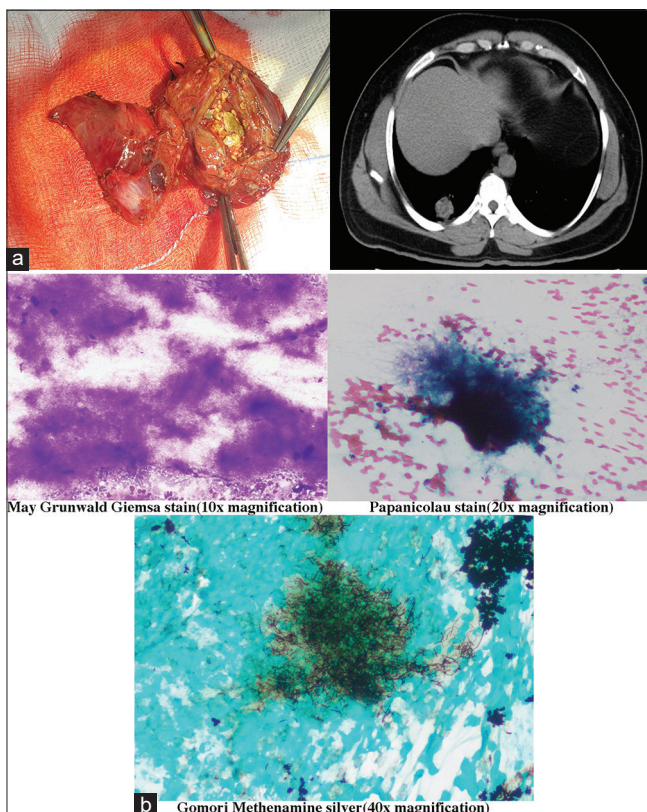 a
May Grunwald Giemsa stain(10x magnification)
Papanicolau stain(20x magnification)
b
Gomori Methenamine silver(40x magnification)